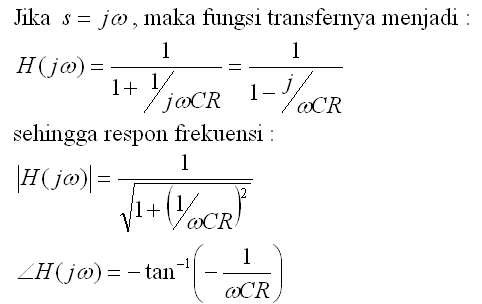 Jika s = jω , maka fungsi transfernya menjadi :
H(jω) = 1 / (1 + 1/jωCR) = 1 / (1 − j/ωCR)
sehingga respon frekuensi :
|H(jω)| = 1 / √(1 + (1/ωCR)²)
∠H(jω) = − tan⁻¹(− 1/ωCR)